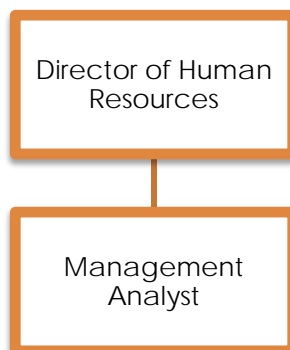 Director of Human
Resources
Management
Analyst